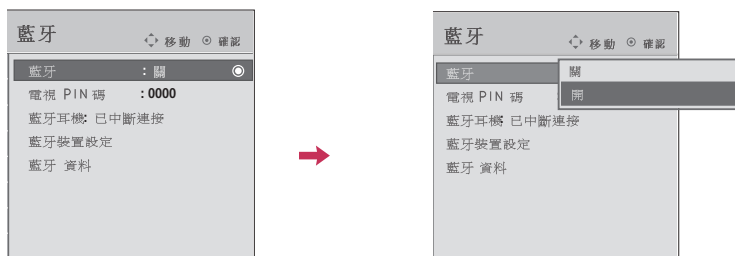 藍牙
移動 確認
藍牙 : 關
電視 PIN 碼 : 0000
藍牙耳機: 已中斷連接
藍牙裝置設定
藍牙 資料
藍牙
移動 確認
藍牙 關
電視 PIN 碼 : 開
藍牙耳機: 已中斷連接
藍牙裝置設定
藍牙 資料